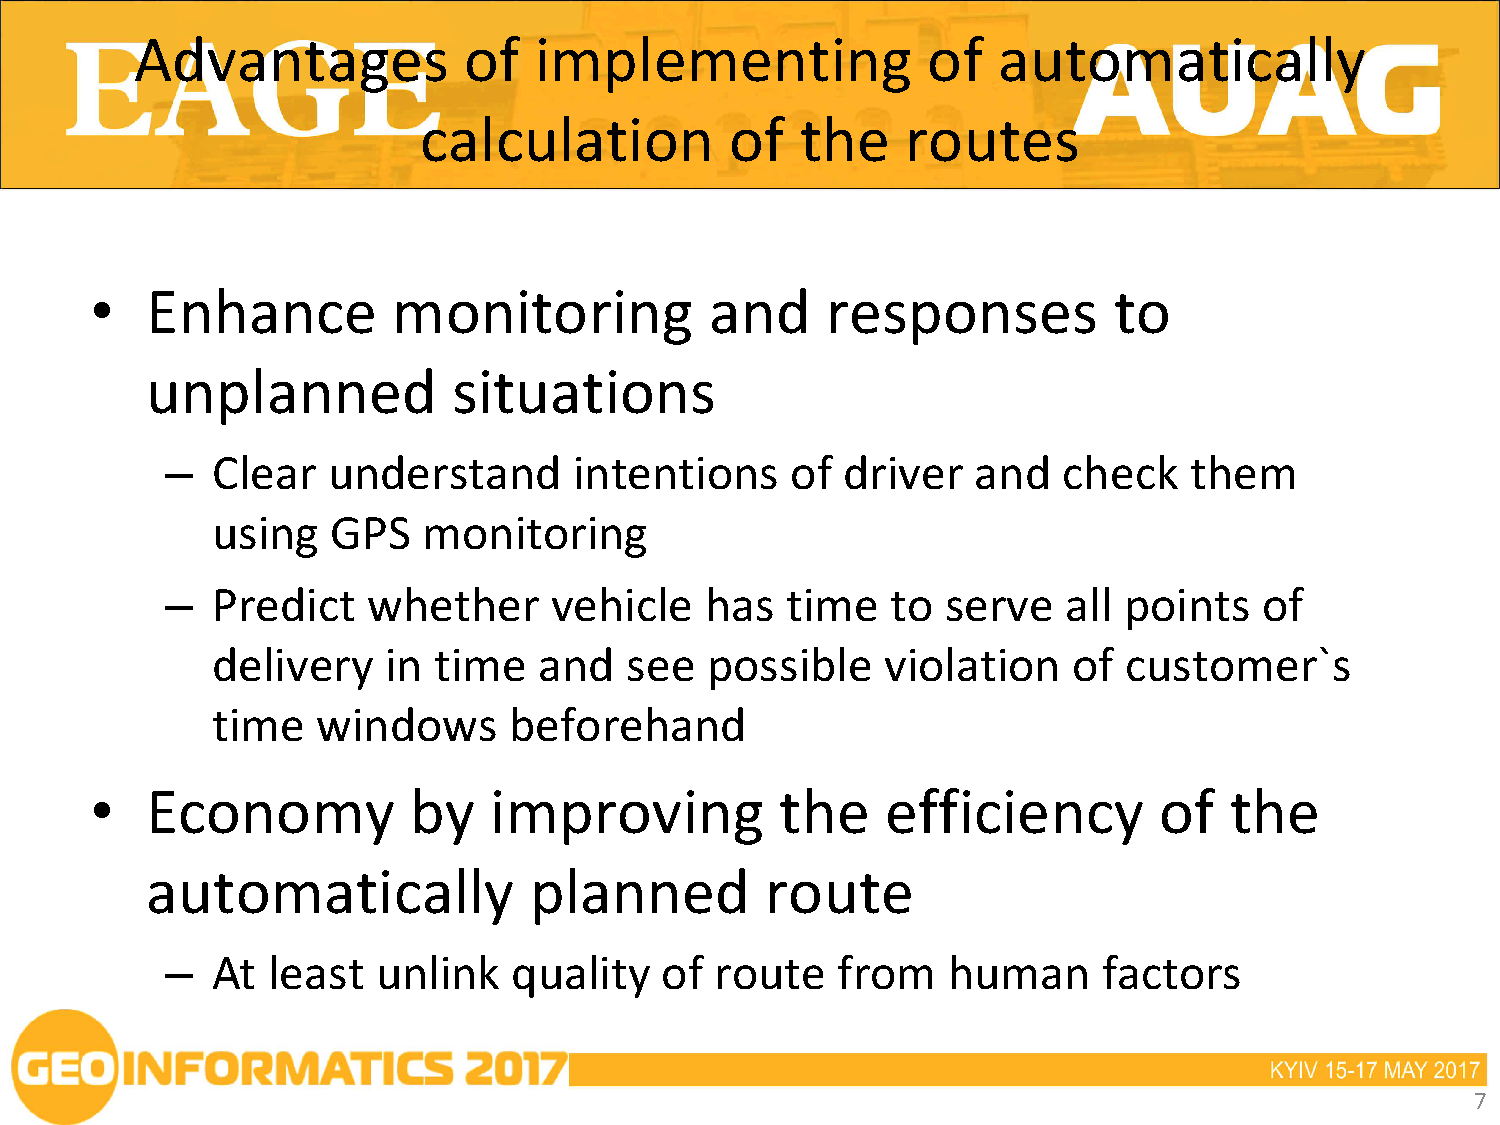 EAGE
AUAG
Advantages of implementing of automatically
calculation of the routes
• Enhance monitoring and responses to
unplanned situations
– Clear understand intentions of driver and check them
using GPS monitoring
– Predict whether vehicle has time to serve all points of
delivery in time and see possible violation of customer`s
time windows beforehand
• Economy by improving the efficiency of the
automatically planned route
– At least unlink quality of route from human factors
GEOINFORMATICS 2017
KYIV 15-17 MAY 2017
7